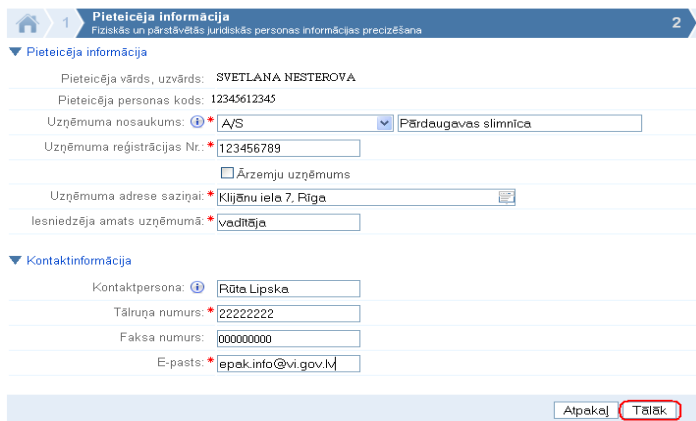 1 Pieteicēja informācija 2
Fiziskās un pārstāvētās juridiskās personas informācijas precizēšana
Pieteicēja informācija
Pieteicēja vārds, uzvārds: SVETLANA NESTEROVA
Pieteicēja personas kods: 12345612345
Uzņēmuma nosaukums: * A/S Pārdaugavas slimnīca
Uzņēmuma reģistrācijas Nr.: * 123456789
Ārzemju uzņēmums
Uzņēmuma adrese saziņai: * Klijānu iela 7, Rīga
Iesniedzēja amats uzņēmumā: * vadītāja
Kontaktinformācija
Kontaktpersona: Rūta Lipska
Tālruņa numurs: * 22222222
Faksa numurs: 000000000
E-pasts: * epak.info@vi.gov.lv
Atpakaļ Tālāk